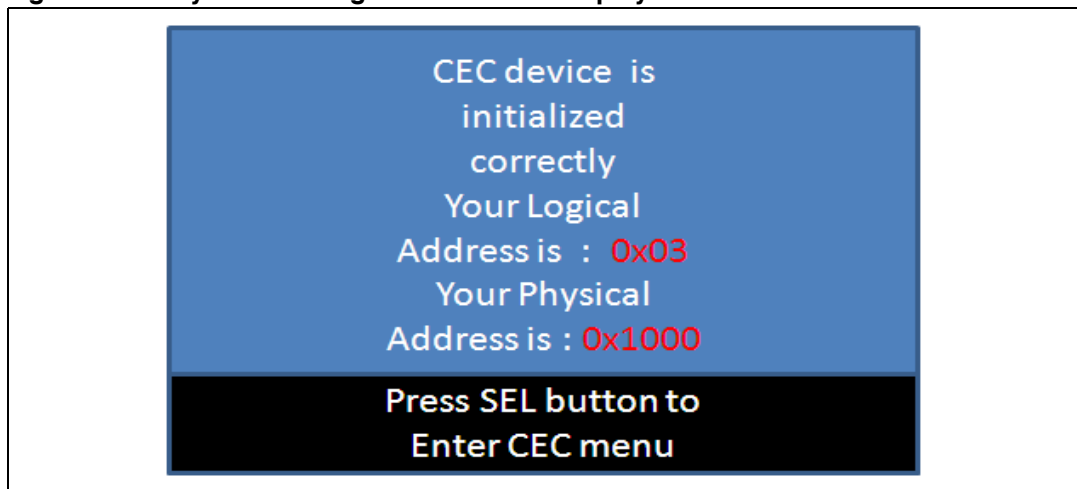 CEC device is
initialized
correctly
Your Logical
Address is : 0x03
Your Physical
Address is : 0x1000
Press SEL button to
Enter CEC menu